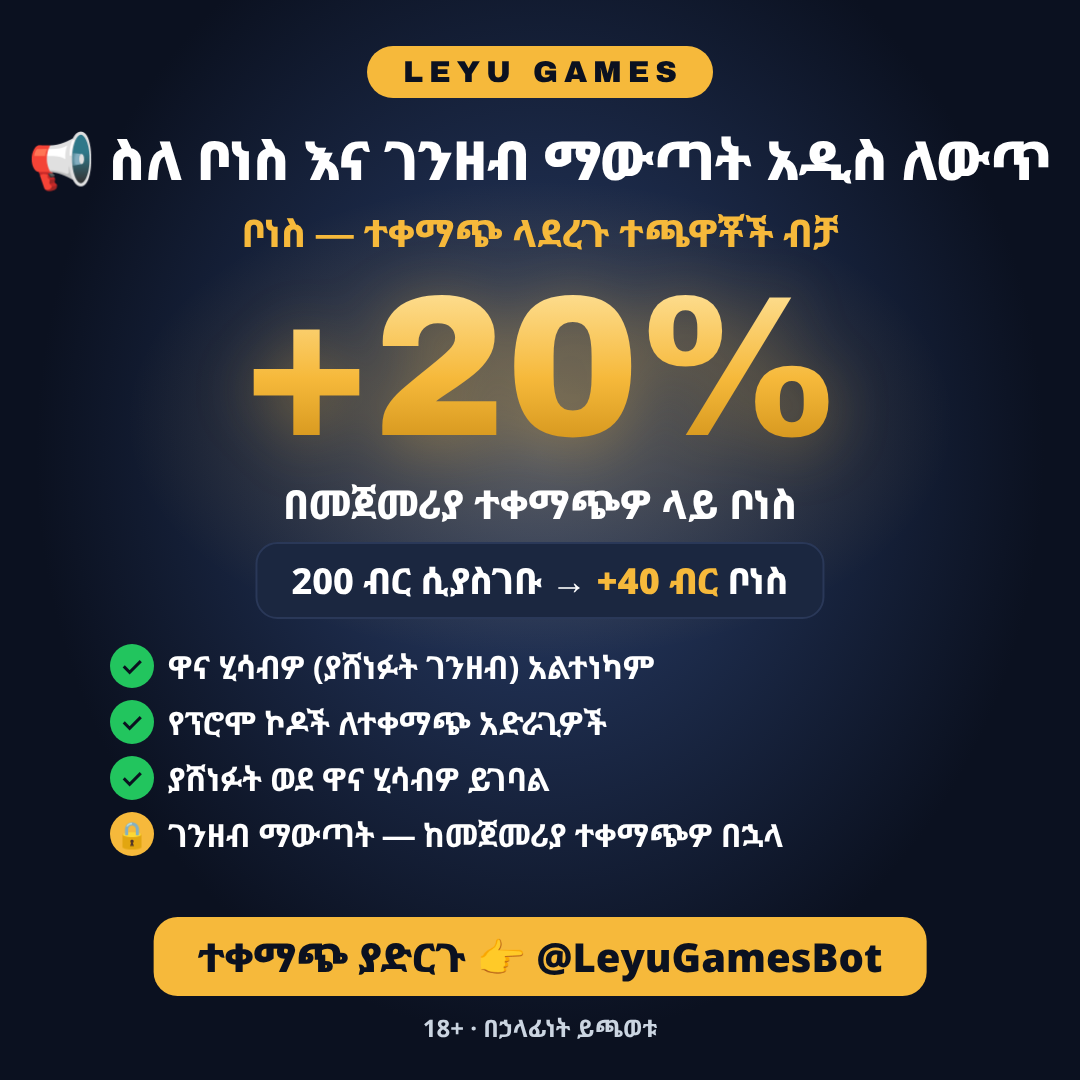 LEYU GAMES
📢 ስለ ቦነስ እና ገንዘብ ማውጣት አዲስ ለውጥ
ቦነስ — ተቀማጭ ላደረጉ ተጫዋቾች ብቻ
+20%
በመጀመሪያ ተቀማጭዎ ላይ ቦነስ
200 ብር ሲያስገቡ → +40 ብር ቦነስ
ዋና ሂሳብዎ (ያሸነፉት ገንዘብ) አልተነካም
የፕሮሞ ኮዶች ለተቀማጭ አድራጊዎች
ያሸነፉት ወደ ዋና ሂሳብዎ ይገባል
ገንዘብ ማውጣት — ከመጀመሪያ ተቀማጭዎ በኋላ
ተቀማጭ ያድርጉ 👉 @LeyuGamesBot
18+ · በኃላፊነት ይጫወቱ